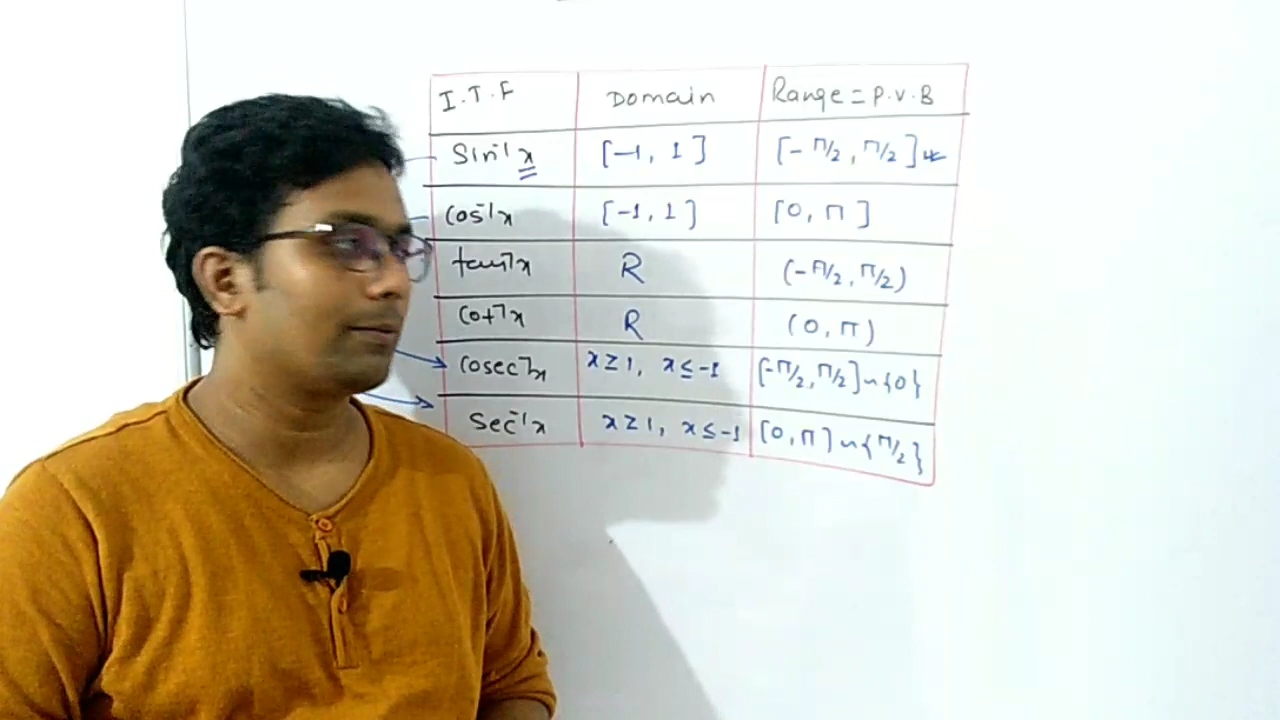 I.T.F Domain Range = P.V.B
Sin⁻¹x [-1, 1] [-π/2, π/2]
Cos⁻¹x [-1, 1] [0, π]
tan⁻¹x R (-π/2, π/2)
Cot⁻¹x R (0, π)
Cosec⁻¹x x≥1, x≤-1 [-π/2, π/2]~{0}
Sec⁻¹x x≥1, x≤-1 [0, π]~{π/2}